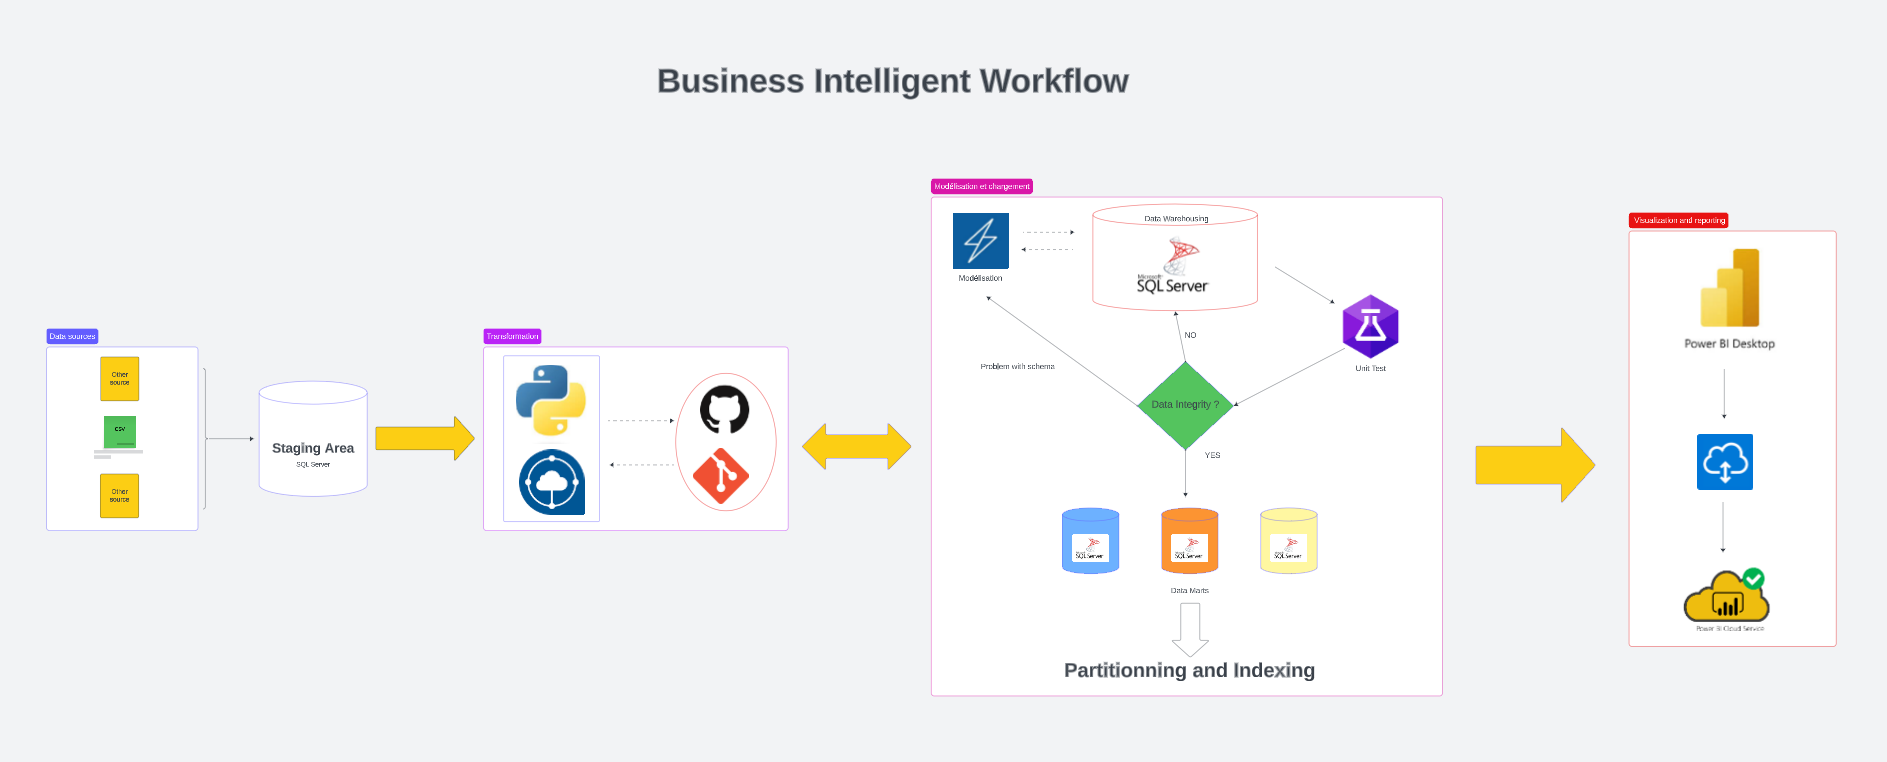 Business Intelligent Workflow
Data sources
Other
source
csv
Other
source
Staging Area
SQL Server
Transformation
Modélisation et chargement
Modélisation
Data Warehousing
Microsoft
SQL Server
Unit Test
NO
Problem with schema
Data Integrity ?
YES
SQL Server
SQL Server
SQL Server
Data Marts
Partitionning and Indexing
Visualization and reporting
Power BI Desktop
Power BI Cloud Service